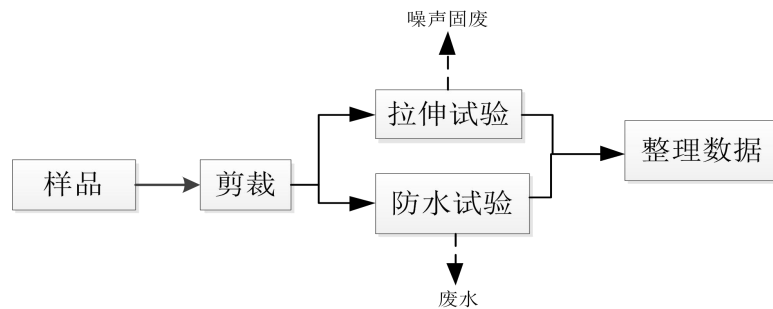 噪声固废
拉伸试验
样品
剪裁
整理数据
防水试验
废水